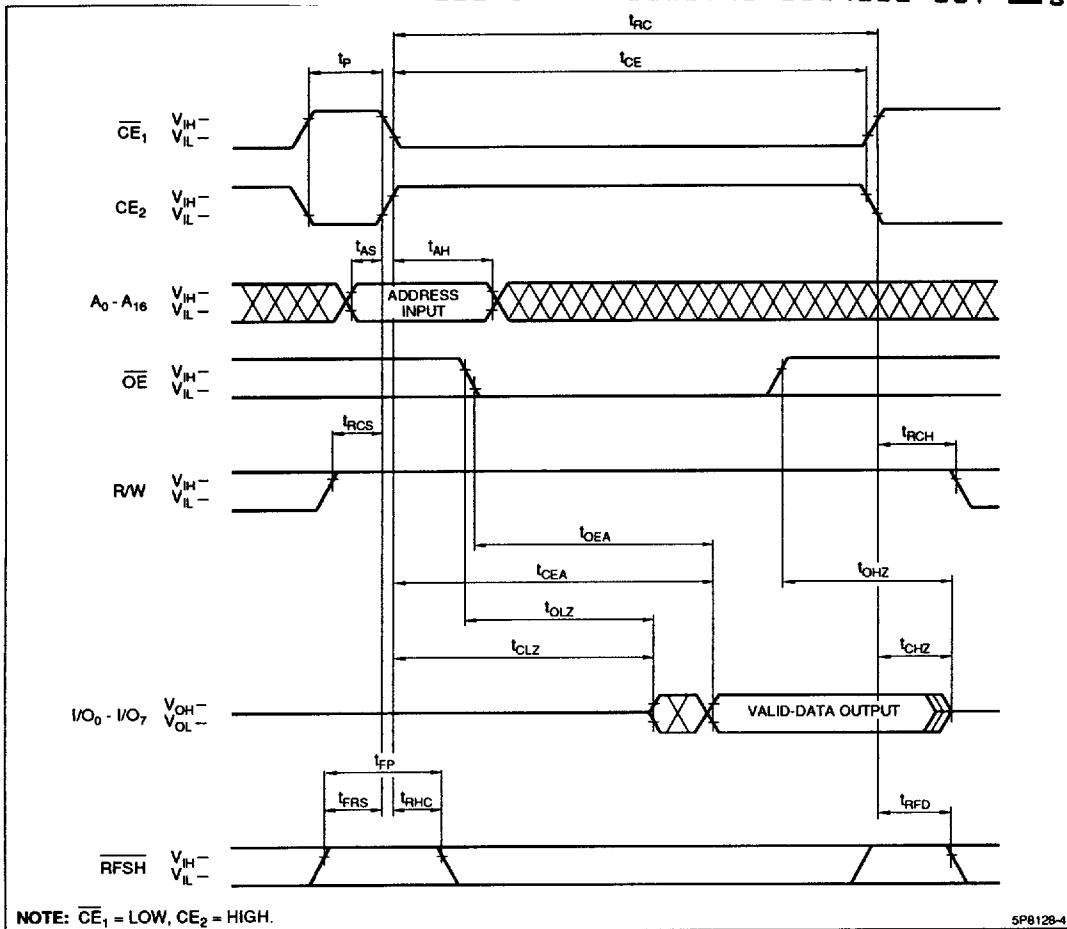 tRC
tP
tCE
CE1 VIH– VIL–
CE2 VIH– VIL–
tAS tAH
A0 - A16 VIH– VIL– ADDRESS INPUT
OE VIH– VIL–
tRCS tRCH
R/W VIH– VIL–
tOEA
tCEA tOHZ
tOLZ
tCLZ tCHZ
I/O0 - I/O7 VOH– VOL– VALID-DATA OUTPUT
tFP
tFRS tRHC tRFD
RFSH VIH– VIL–
NOTE: CE1 = LOW, CE2 = HIGH.
5P8128-4